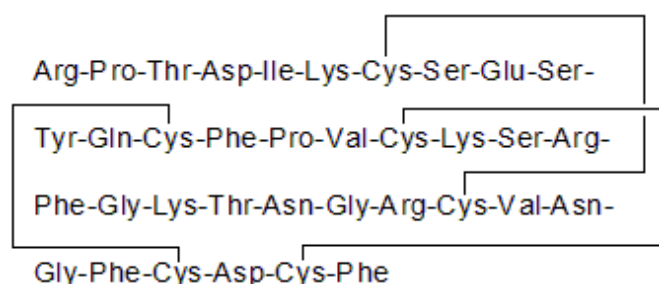 Arg-Pro-Thr-Asp-Ile-Lys-Cys-Ser-Glu-Ser-
Tyr-Gln-Cys-Phe-Pro-Val-Cys-Lys-Ser-Arg-
Phe-Gly-Lys-Thr-Asn-Gly-Arg-Cys-Val-Asn-
Gly-Phe-Cys-Asp-Cys-Phe